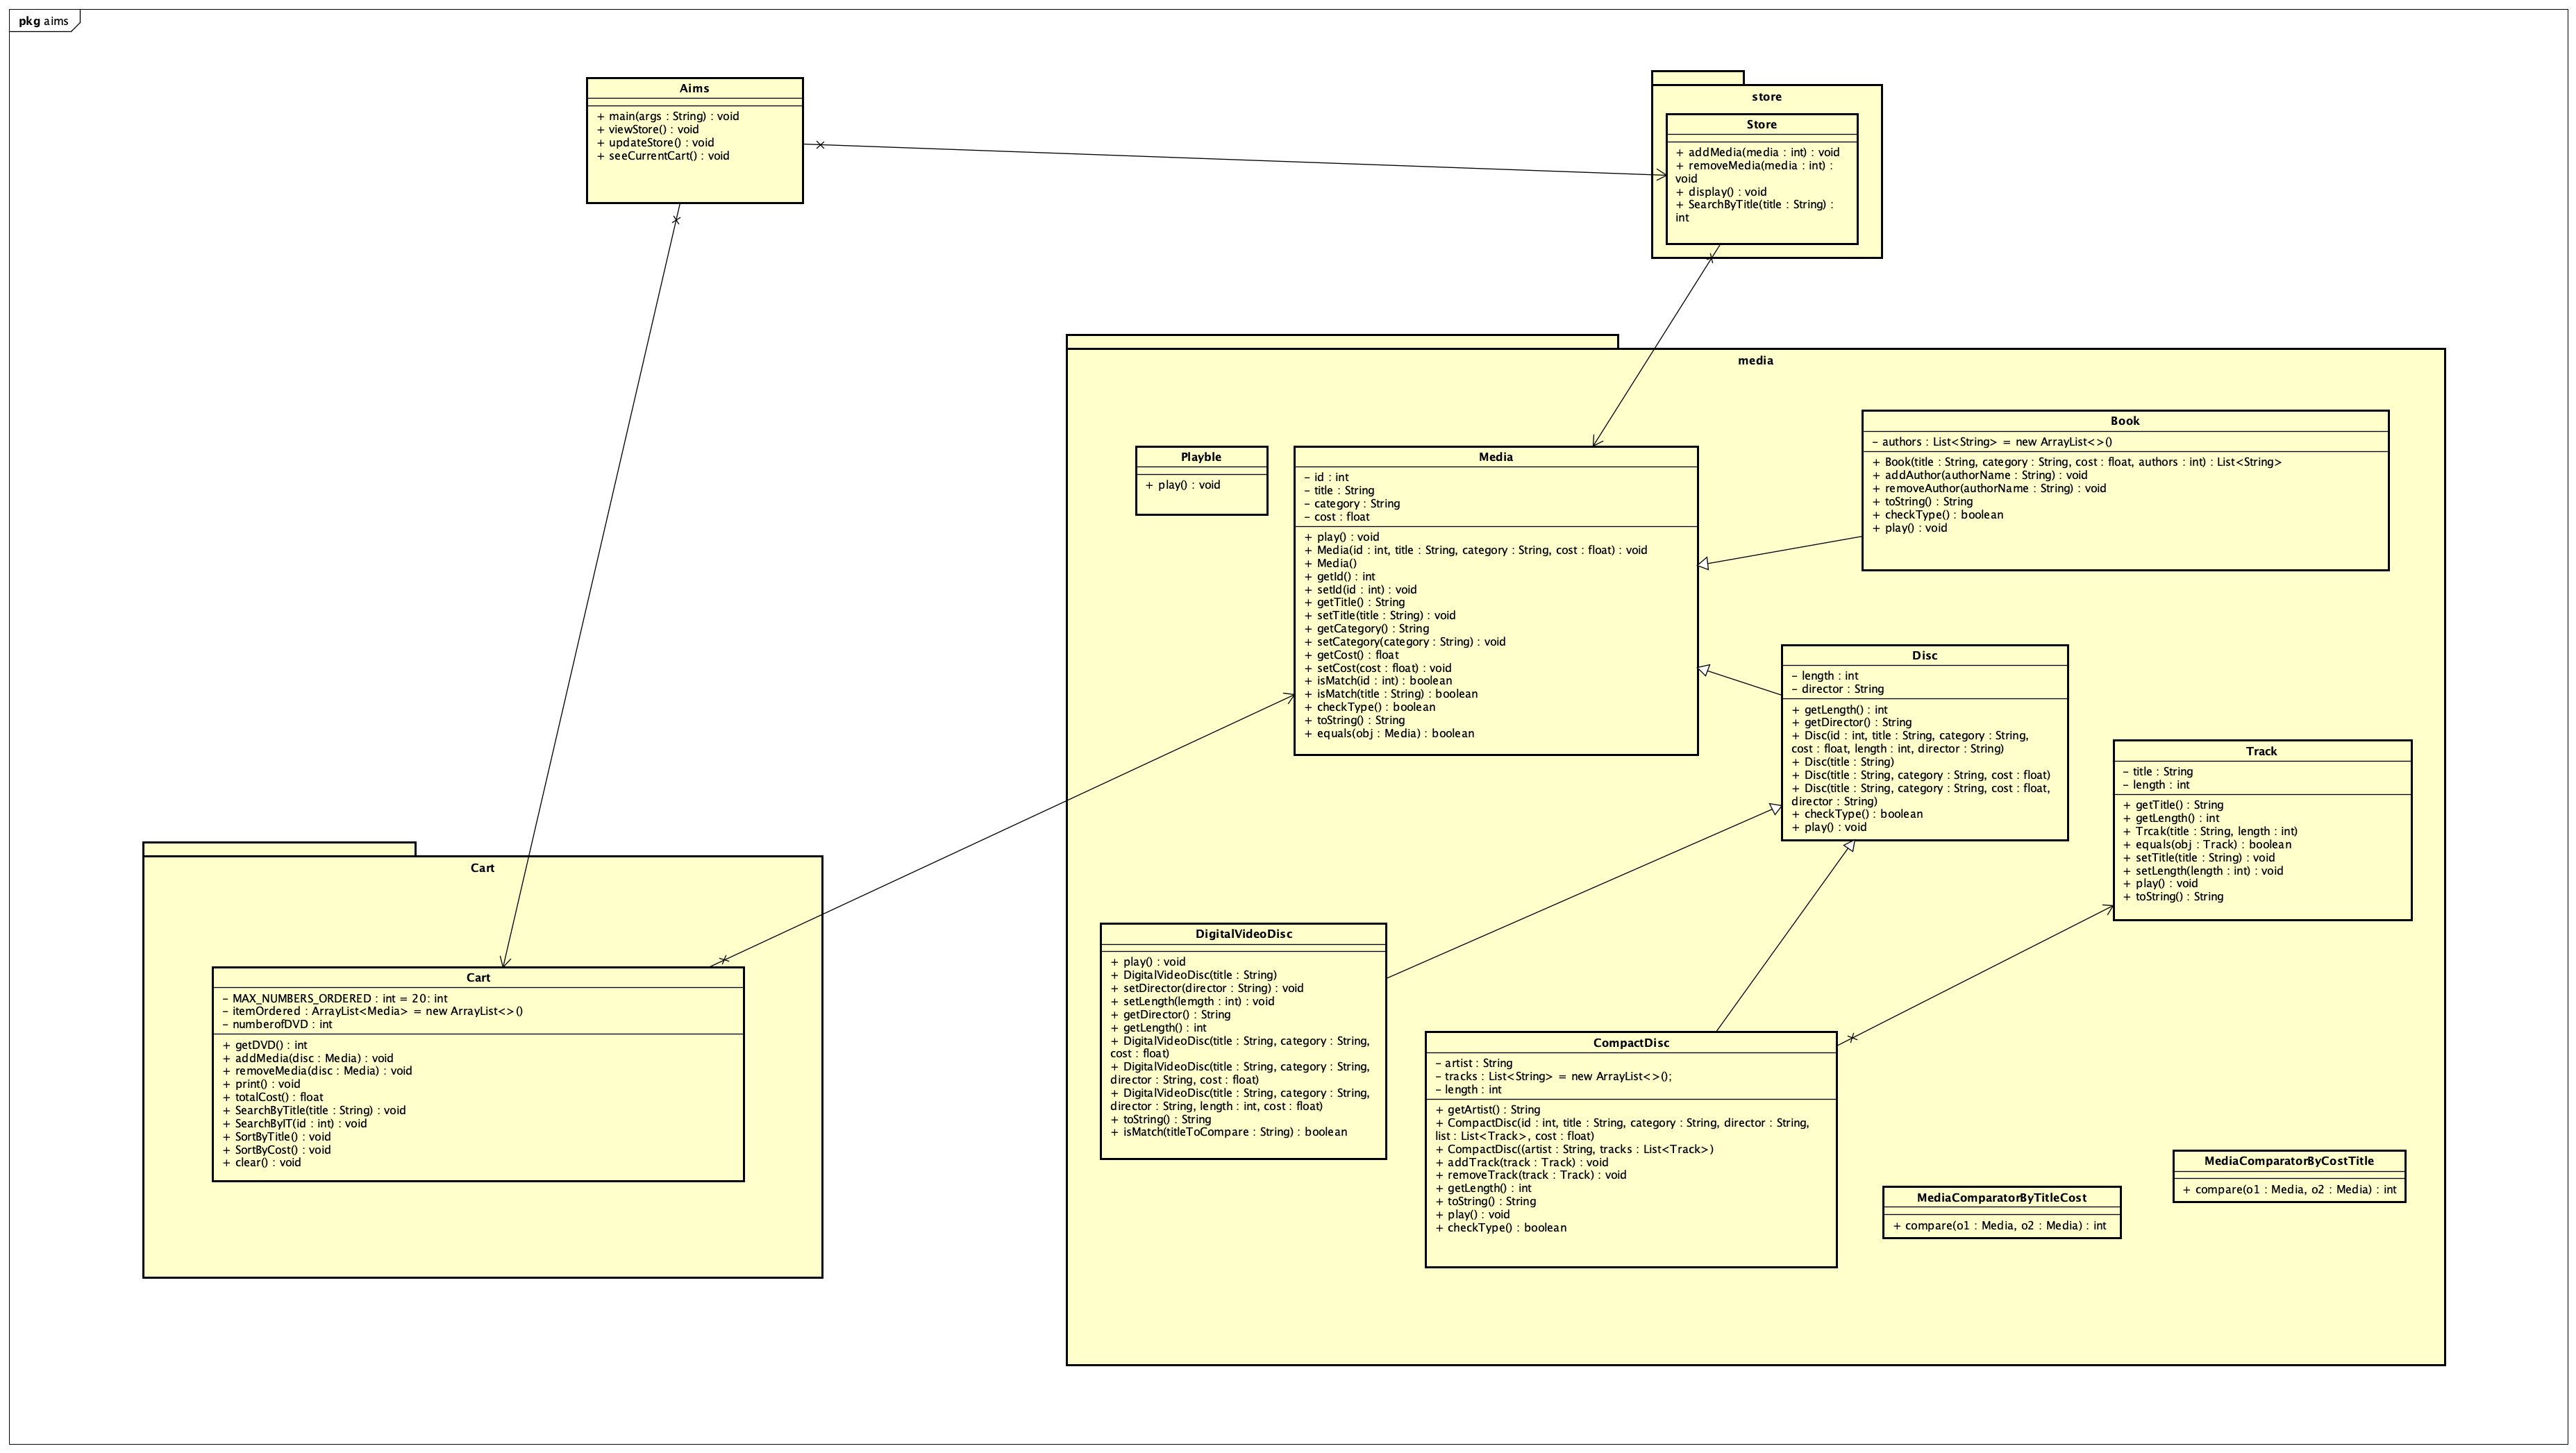 pkg aims
Aims
+ main(args : String) : void
+ viewStore() : void
+ updateStore() : void
+ seeCurrentCart() : void
store
Store
+ addMedia(media : int) : void
+ removeMedia(media : int) :
void
+ display() : void
+ SearchByTitle(title : String) :
int
media
Playble
+ play() : void
Media
– id : int
– title : String
– category : String
– cost : float
+ play() : void
+ Media(id : int, title : String, category : String, cost : float) : void
+ Media()
+ getId() : int
+ setId(id : int) : void
+ getTitle() : String
+ setTitle(title : String) : void
+ getCategory() : String
+ setCategory(category : String) : void
+ getCost() : float
+ setCost(cost : float) : void
+ isMatch(id : int) : boolean
+ isMatch(title : String) : boolean
+ checkType() : boolean
+ toString() : String
+ equals(obj : Media) : boolean
Book
– authors : List<String> = new ArrayList<>()
+ Book(title : String, category : String, cost : float, authors : int) : List<String>
+ addAuthor(authorName : String) : void
+ removeAuthor(authorName : String) : void
+ toString() : String
+ checkType() : boolean
+ play() : void
Disc
– length : int
– director : String
+ getLength() : int
+ getDirector() : String
+ Disc(id : int, title : String, category : String,
cost : float, length : int, director : String)
+ Disc(title : String)
+ Disc(title : String, category : String, cost : float)
+ Disc(title : String, category : String, cost : float,
director : String)
+ checkType() : boolean
+ play() : void
Track
– title : String
– length : int
+ getTitle() : String
+ getLength() : int
+ Trcak(title : String, length : int)
+ equals(obj : Track) : boolean
+ setTitle(title : String) : void
+ setLength(length : int) : void
+ play() : void
+ toString() : String
Cart
Cart
– MAX_NUMBERS_ORDERED : int = 20: int
– itemOrdered : ArrayList<Media> = new ArrayList<>()
– numberofDVD : int
+ getDVD() : int
+ addMedia(disc : Media) : void
+ removeMedia(disc : Media) : void
+ print() : void
+ totalCost() : float
+ SearchByTitle(title : String) : void
+ SearchByIT(id : int) : void
+ SortByTitle() : void
+ SortByCost() : void
+ clear() : void
DigitalVideoDisc
+ play() : void
+ DigitalVideoDisc(title : String)
+ setDirector(director : String) : void
+ setLength(lemgth : int) : void
+ getDirector() : String
+ getLength() : int
+ DigitalVideoDisc(title : String, category : String,
cost : float)
+ DigitalVideoDisc(title : String, category : String,
director : String, cost : float)
+ DigitalVideoDisc(title : String, category : String,
director : String, length : int, cost : float)
+ toString() : String
+ isMatch(titleToCompare : String) : boolean
CompactDisc
– artist : String
– tracks : List<String> = new ArrayList<>();
– length : int
+ getArtist() : String
+ CompactDisc(id : int, title : String, category : String, director : String,
list : List<Track>, cost : float)
+ CompactDisc((artist : String, tracks : List<Track>)
+ addTrack(track : Track) : void
+ removeTrack(track : Track) : void
+ getLength() : int
+ toString() : String
+ play() : void
+ checkType() : boolean
MediaComparatorByTitleCost
+ compare(o1 : Media, o2 : Media) : int
MediaComparatorByCostTitle
+ compare(o1 : Media, o2 : Media) : int